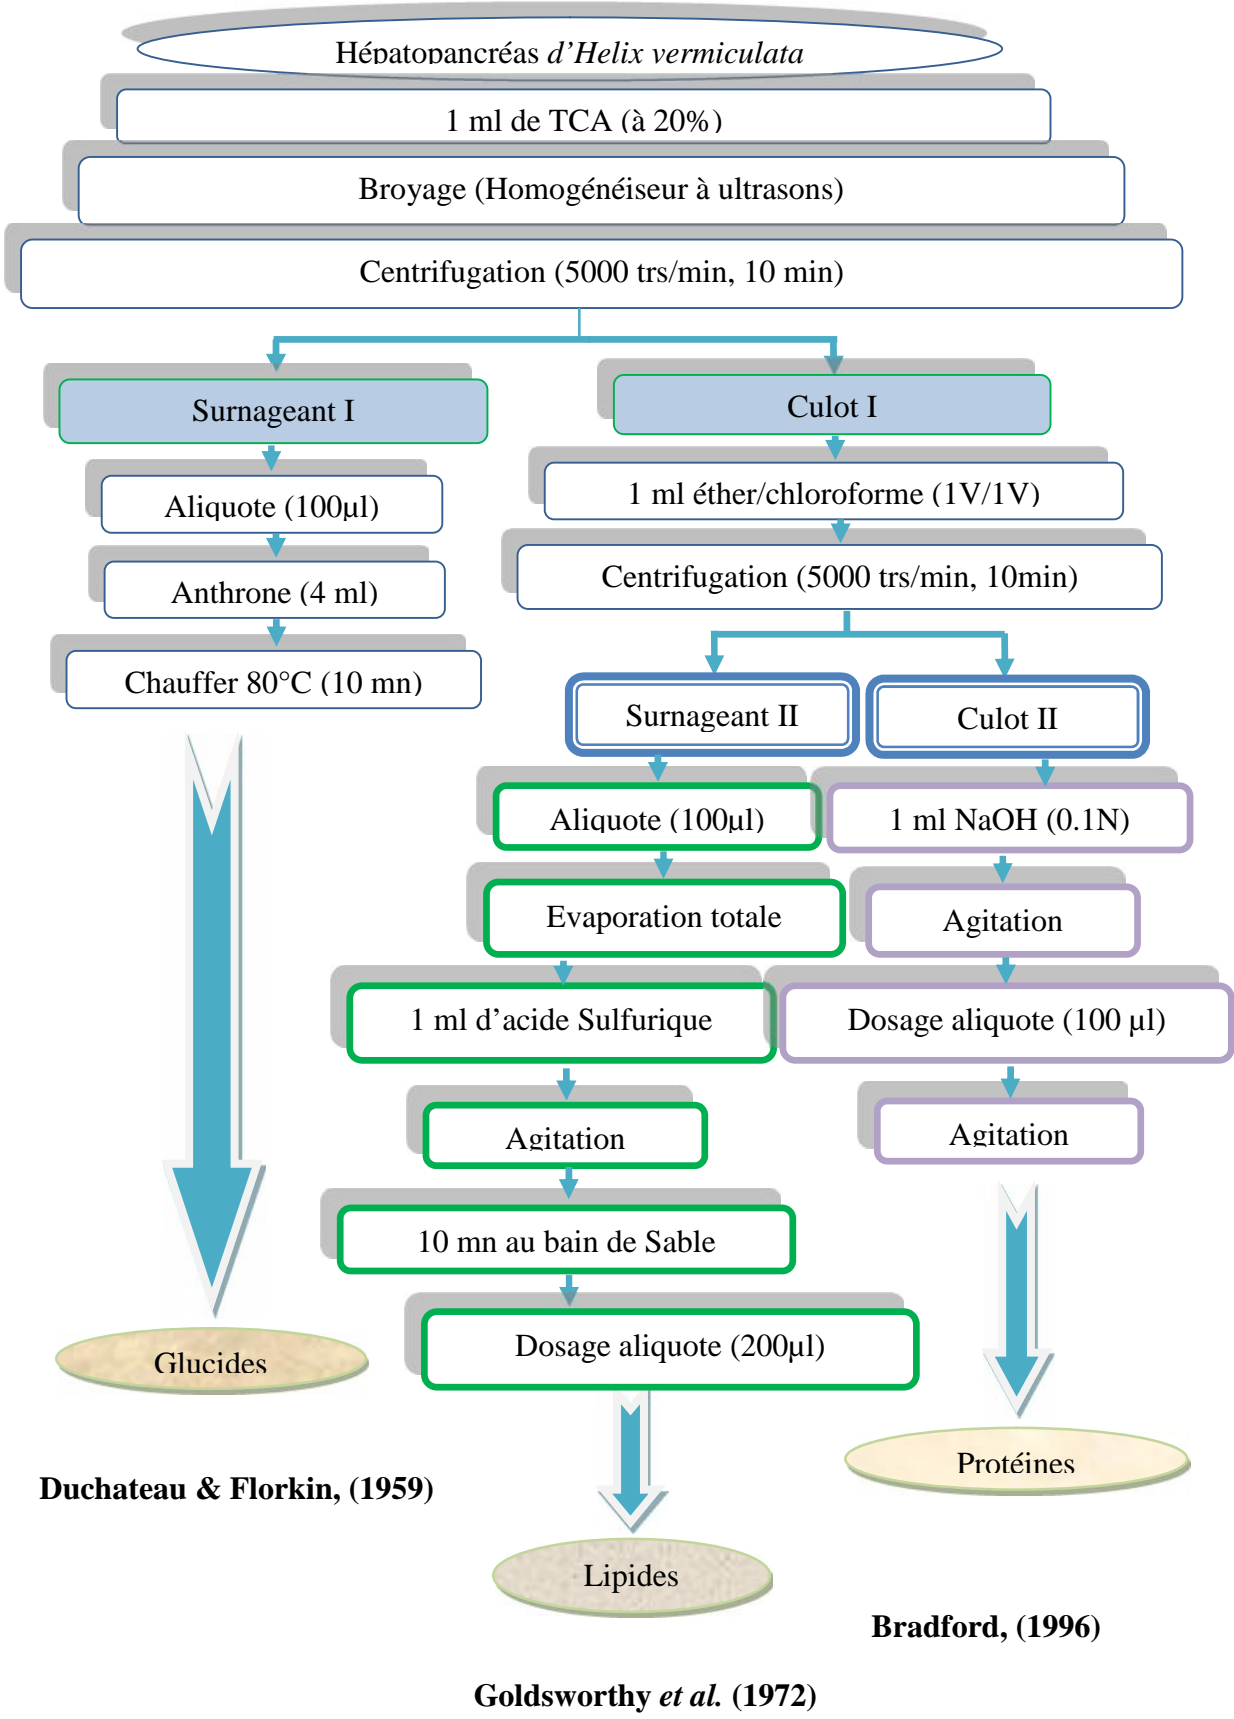 Hépatopancréas d'Helix vermiculata
1 ml de TCA (à 20%)
Broyage (Homogénéiseur à ultrasons)
Centrifugation (5000 trs/min, 10 min)
Surnageant I
Culot I
Aliquote (100µl)
Anthrone (4 ml)
Chauffer 80°C (10 mn)
1 ml éther/chloroforme (1V/1V)
Centrifugation (5000 trs/min, 10min)
Surnageant II
Culot II
Aliquote (100µl)
Evaporation totale
1 ml d'acide Sulfurique
Agitation
10 mn au bain de Sable
Dosage aliquote (200µl)
1 ml NaOH (0.1N)
Agitation
Dosage aliquote (100 µl)
Agitation
Glucides
Duchateau & Florkin, (1959)
Lipides
Goldsworthy et al. (1972)
Protéines
Bradford, (1996)